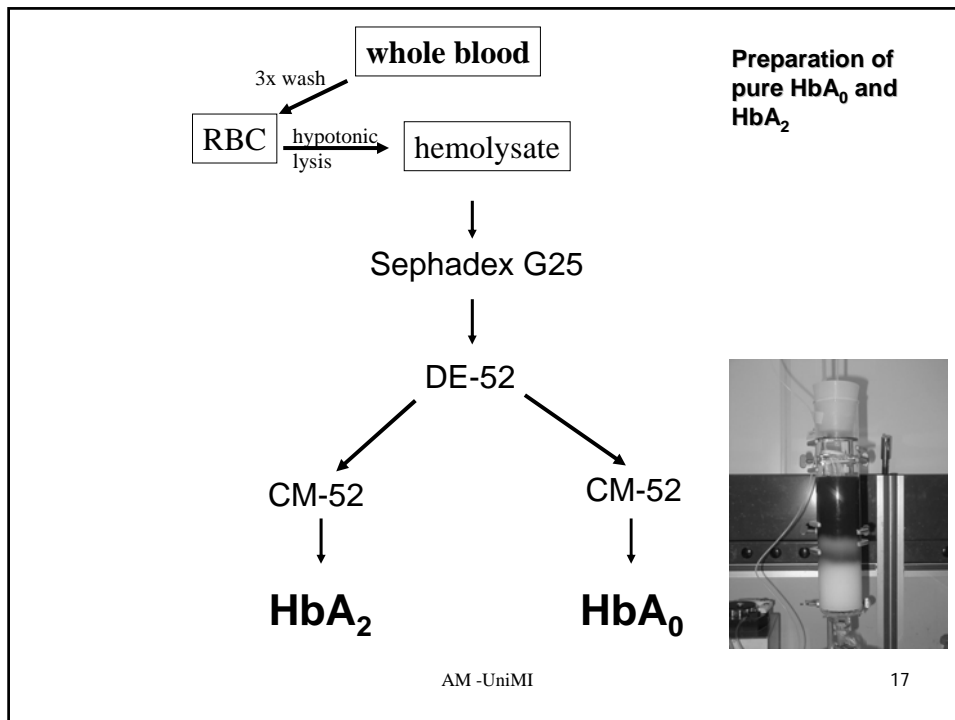 whole blood
Preparation of
pure HbA₀ and
HbA₂
3x wash
RBC
hypotonic
lysis
hemolysate
Sephadex G25
DE-52
CM-52
CM-52
HbA₂
HbA₀
AM -UniMI
17